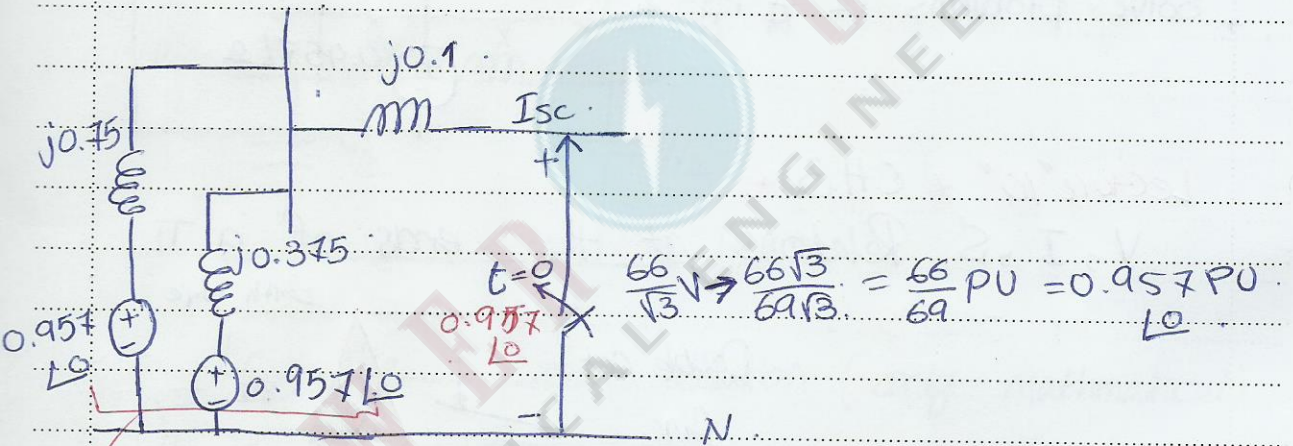 j0.1
Isc
j0.75
+
j0.375
t=0
66/√3 V → 66√3/69√3 = 66/69 PU = 0.957 PU
∠0
0.957
∠0
0.957
∠0
+
-
+
-
0.957∠0
-
N